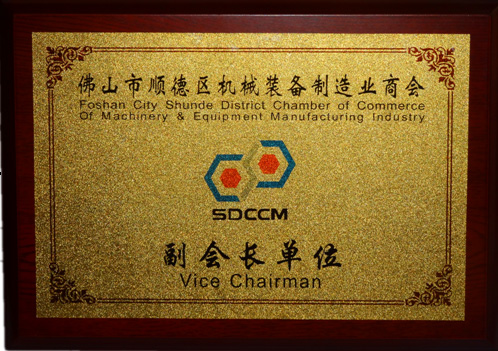 佛山市顺德区机械装备制造业商会
Foshan City Shunde District Chamber of Commerce
Of Machinery & Equipment Manufacturing Industry
SDCCM
副会长单位
Vice Chairman